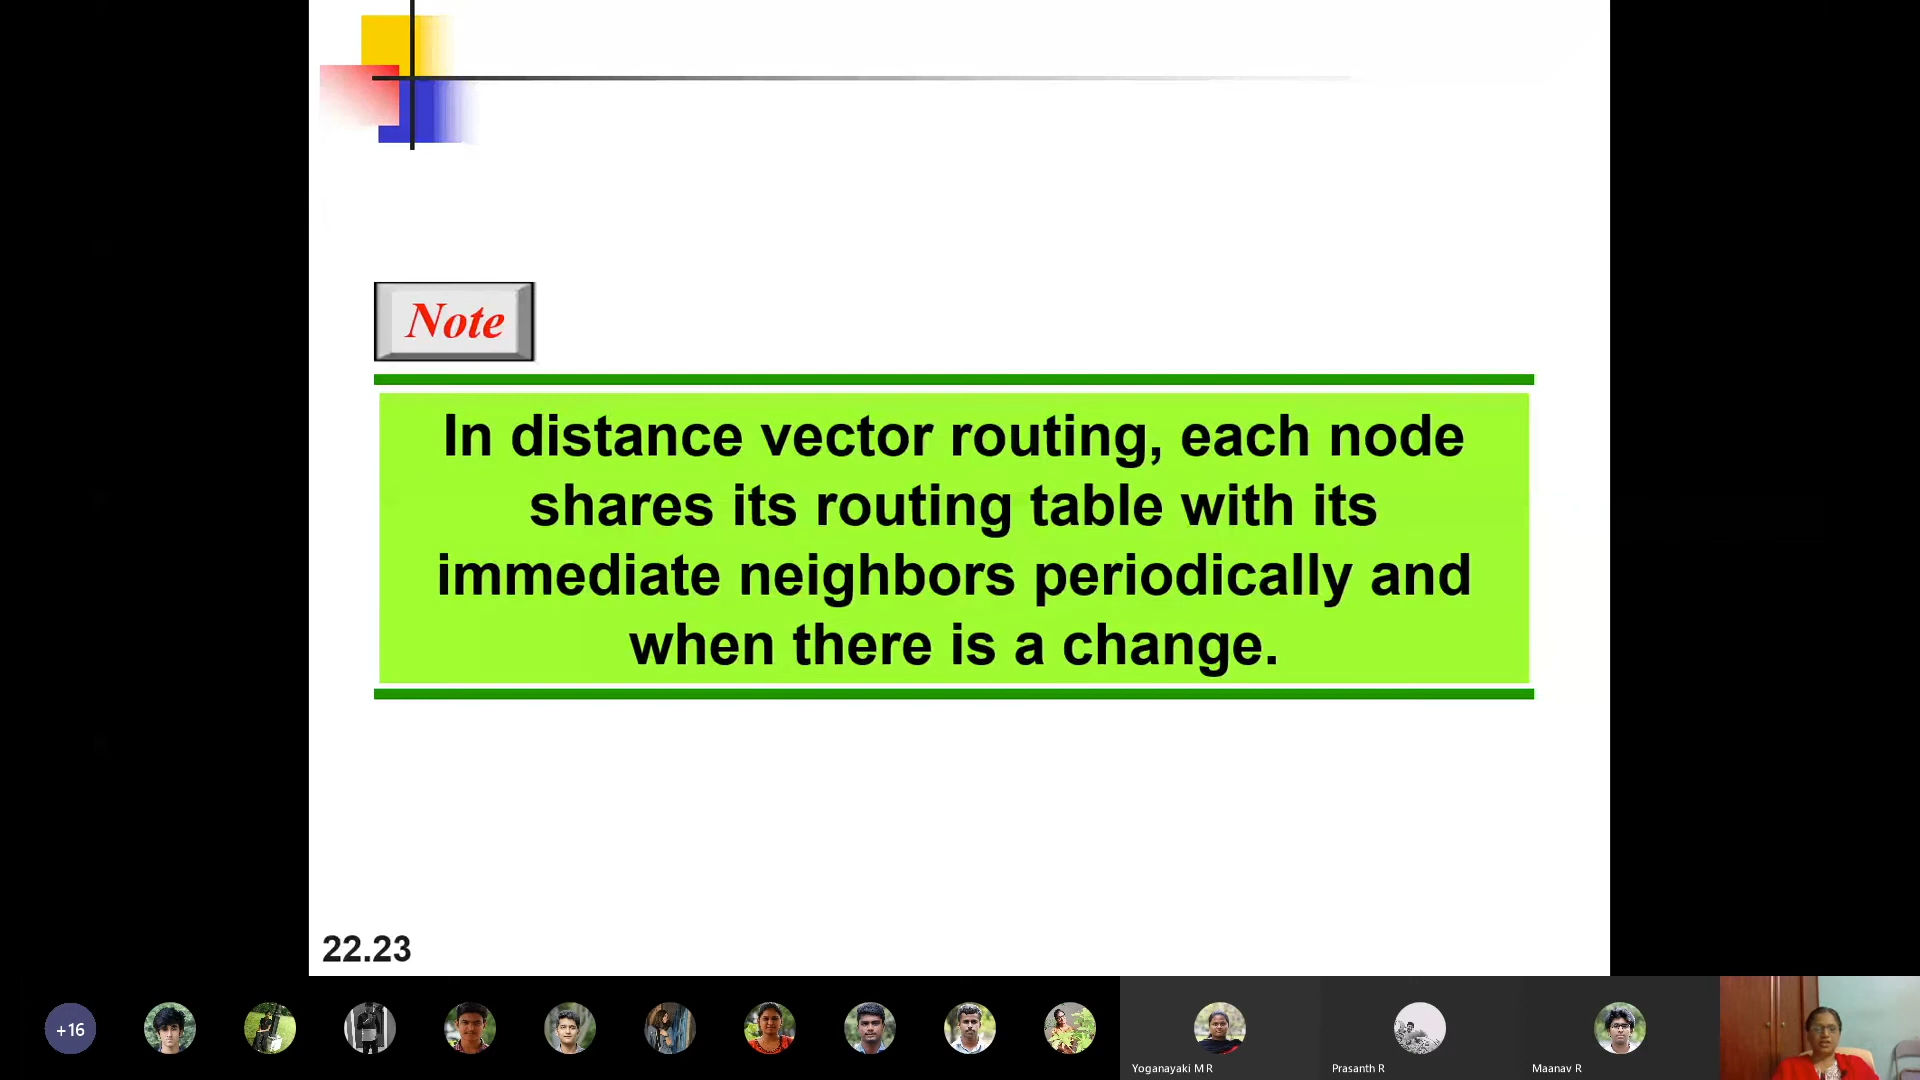 Note
In distance vector routing, each node
shares its routing table with its
immediate neighbors periodically and
when there is a change.
22.23
+16
Yoganayaki M R
Prasanth R
Maanav R